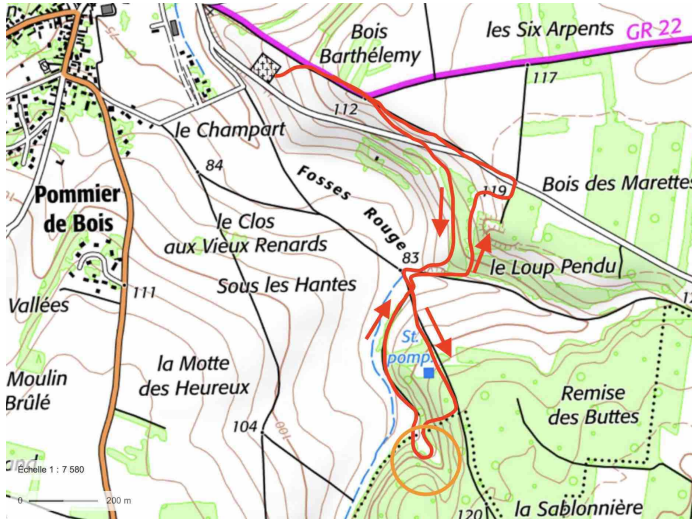 Bois
Barthélemy
les Six Arpents
GR 22
75
117
112
le Champart
84
Fosses Rouge
119
Bois des Marettes
Pommier
de Bois
le Clos
aux Vieux Renards
83
le Loup Pendu
Sous les Hantes
111
Vallées
12
St.
pomp.
la Motte
des Heureux
Moulin
Brûlé
Remise
des Buttes
104
100
and
Echelle 1 : 7 580
0 200 m
120
la Sablonnière